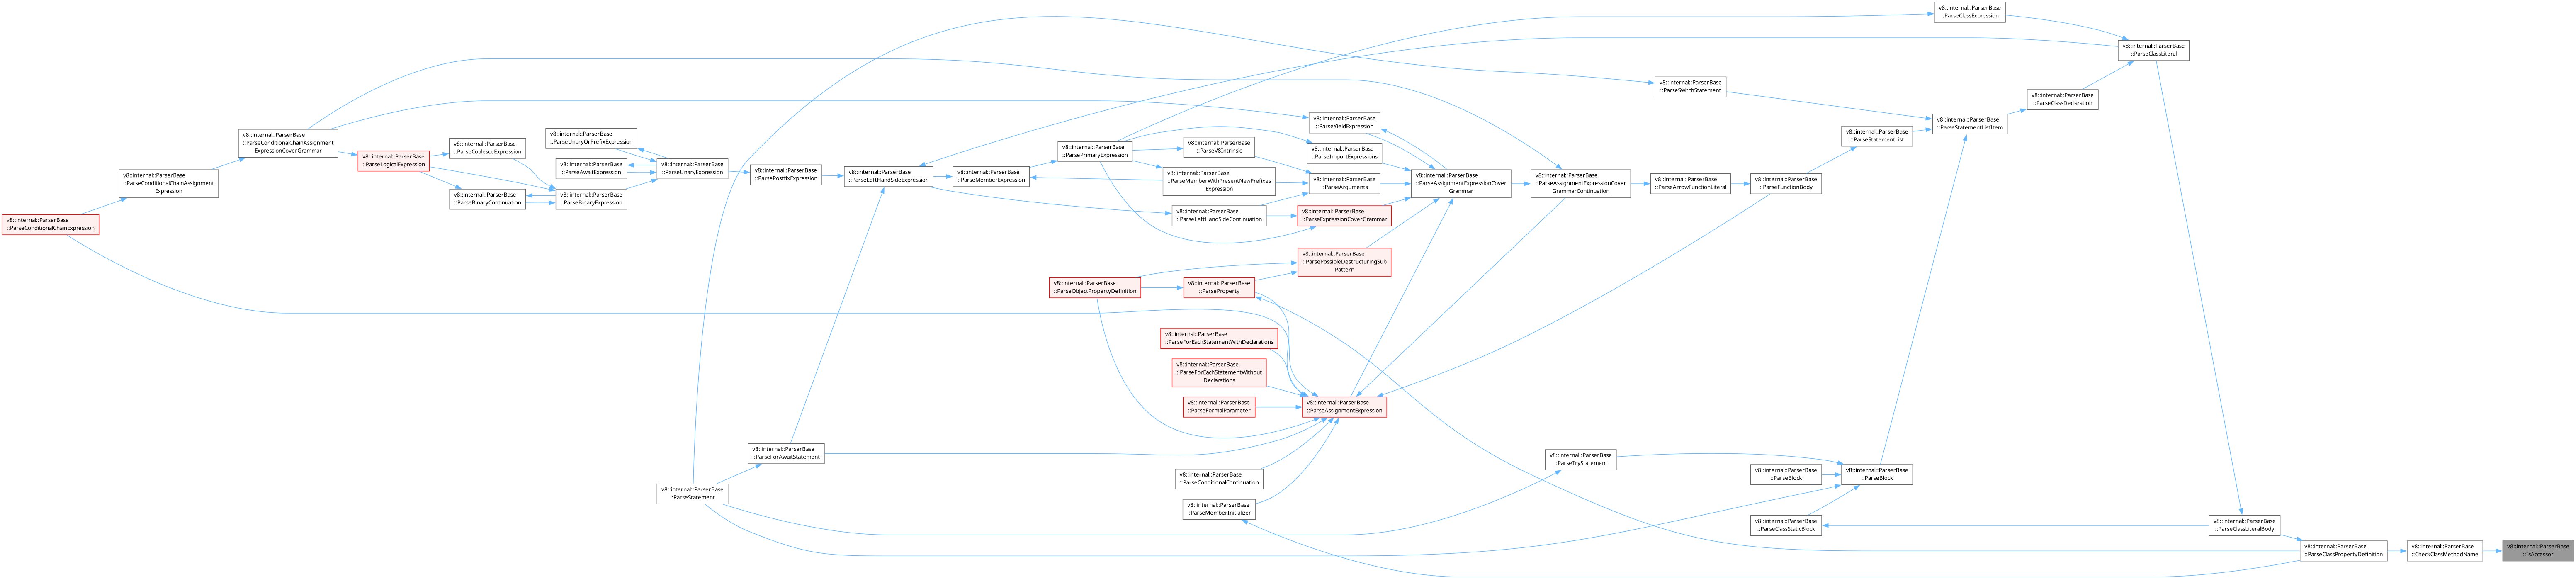 v8::internal::ParserBase
::ParseClassExpression
v8::internal::ParserBase
::ParseClassLiteral
v8::internal::ParserBase
::ParseSwitchStatement
v8::internal::ParserBase
::ParseClassDeclaration
v8::internal::ParserBase
::ParseYieldExpression
v8::internal::ParserBase
::ParseStatementListItem
v8::internal::ParserBase
::ParseConditionalChainAssignment
ExpressionCoverGrammar
v8::internal::ParserBase
::ParseUnaryOrPrefixExpression
v8::internal::ParserBase
::ParseCoalesceExpression
v8::internal::ParserBase
::ParsePrimaryExpression
v8::internal::ParserBase
::ParseV8Intrinsic
v8::internal::ParserBase
::ParseImportExpressions
v8::internal::ParserBase
::ParseStatementList
v8::internal::ParserBase
::ParseLogicalExpression
v8::internal::ParserBase
::ParseAwaitExpression
v8::internal::ParserBase
::ParseUnaryExpression
v8::internal::ParserBase
::ParsePostfixExpression
v8::internal::ParserBase
::ParseLeftHandSideExpression
v8::internal::ParserBase
::ParseMemberExpression
v8::internal::ParserBase
::ParseMemberWithPresentNewPrefixes
Expression
v8::internal::ParserBase
::ParseArguments
v8::internal::ParserBase
::ParseAssignmentExpressionCover
Grammar
v8::internal::ParserBase
::ParseAssignmentExpressionCover
GrammarContinuation
v8::internal::ParserBase
::ParseArrowFunctionLiteral
v8::internal::ParserBase
::ParseFunctionBody
v8::internal::ParserBase
::ParseConditionalChainAssignment
Expression
v8::internal::ParserBase
::ParseBinaryContinuation
v8::internal::ParserBase
::ParseBinaryExpression
v8::internal::ParserBase
::ParseLeftHandSideContinuation
v8::internal::ParserBase
::ParseExpressionCoverGrammar
v8::internal::ParserBase
::ParseConditionalChainExpression
v8::internal::ParserBase
::ParsePossibleDestructuringSub
Pattern
v8::internal::ParserBase
::ParseObjectPropertyDefinition
v8::internal::ParserBase
::ParseProperty
v8::internal::ParserBase
::ParseForEachStatementWithDeclarations
v8::internal::ParserBase
::ParseForEachStatementWithout
Declarations
v8::internal::ParserBase
::ParseFormalParameter
v8::internal::ParserBase
::ParseAssignmentExpression
v8::internal::ParserBase
::ParseForAwaitStatement
v8::internal::ParserBase
::ParseTryStatement
v8::internal::ParserBase
::ParseConditionalContinuation
v8::internal::ParserBase
::ParseBlock
v8::internal::ParserBase
::ParseBlock
v8::internal::ParserBase
::ParseStatement
v8::internal::ParserBase
::ParseMemberInitializer
v8::internal::ParserBase
::ParseClassStaticBlock
v8::internal::ParserBase
::ParseClassLiteralBody
v8::internal::ParserBase
::ParseClassPropertyDefinition
v8::internal::ParserBase
::CheckClassMethodName
v8::internal::ParserBase
::IsAccessor